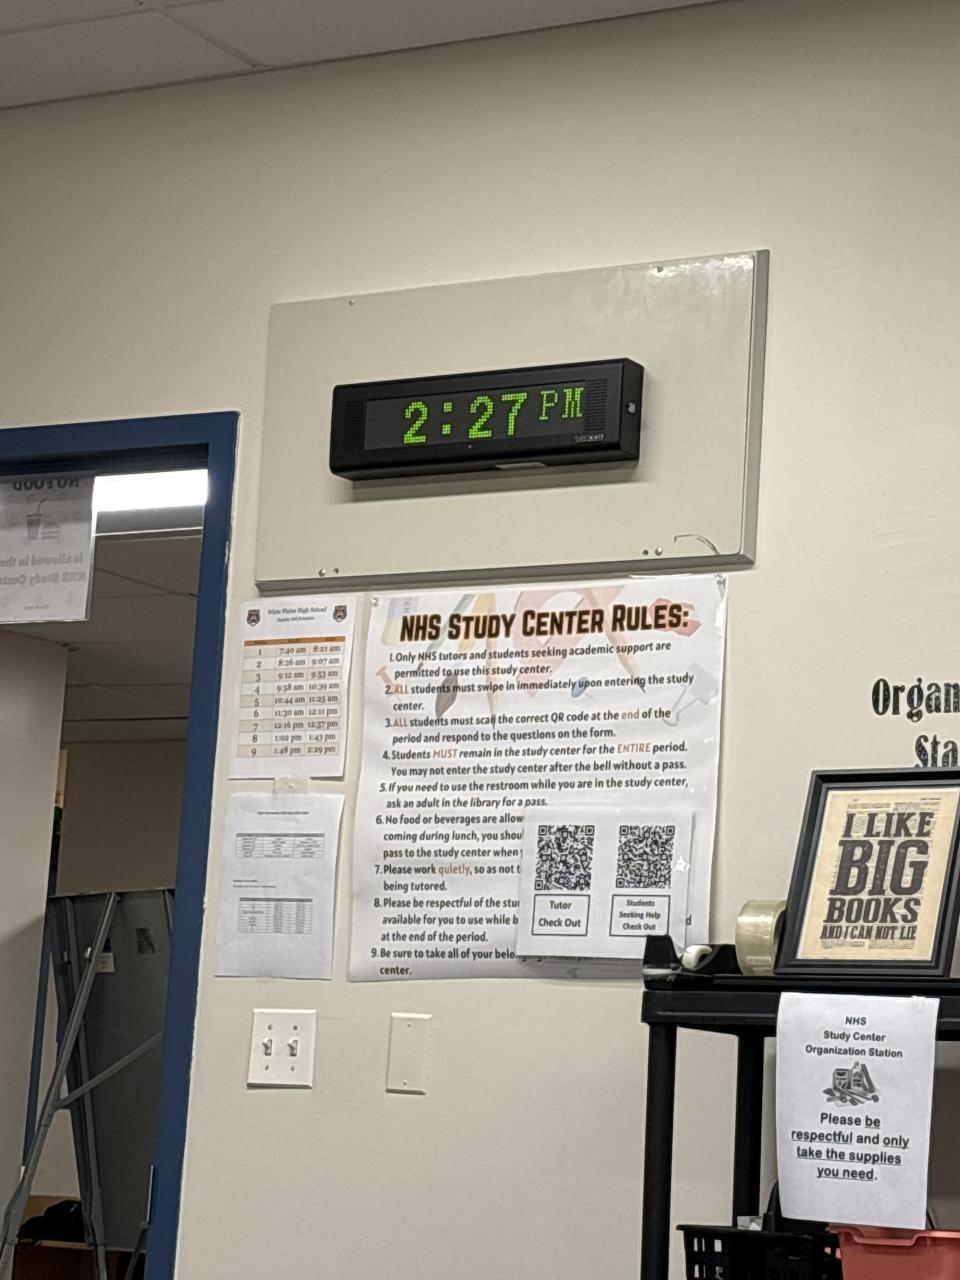 2:27 PM
NO FOOD
is allowed in the
NHS Study Cente
White Plains High School
Regular Bell Schedule
1 7:40 am 8:21 am
2 8:26 am 9:07 am
3 9:12 am 9:53 am
4 9:58 am 10:39 am
5 10:44 am 11:25 am
6 11:30 am 12:11 pm
7 12:16 pm 12:57 pm
8 1:02 pm 1:43 pm
9 1:48 pm 2:29 pm
NHS STUDY CENTER RULES:
1. Only NHS tutors and students seeking academic support are
permitted to use this study center.
2. ALL students must swipe in immediately upon entering the study
center.
3. ALL students must scan the correct QR code at the end of the
period and respond to the questions on the form.
4. Students MUST remain in the study center for the ENTIRE period.
You may not enter the study center after the bell without a pass.
5. If you need to use the restroom while you are in the study center,
ask an adult in the library for a pass.
6. No food or beverages are allow
coming during lunch, you shou
pass to the study center when
7. Please work quietly, so as not t
being tutored.
8. Please be respectful of the stu
available for you to use while b
at the end of the period.
9. Be sure to take all of your belo
center.
Tutor
Check Out
Students
Seeking Help
Check Out
Organ
Sta
I LIKE
BIG
BOOKS
AND I CAN NOT LIE
NHS
Study Center
Organization Station
Please be
respectful and only
take the supplies
you need.